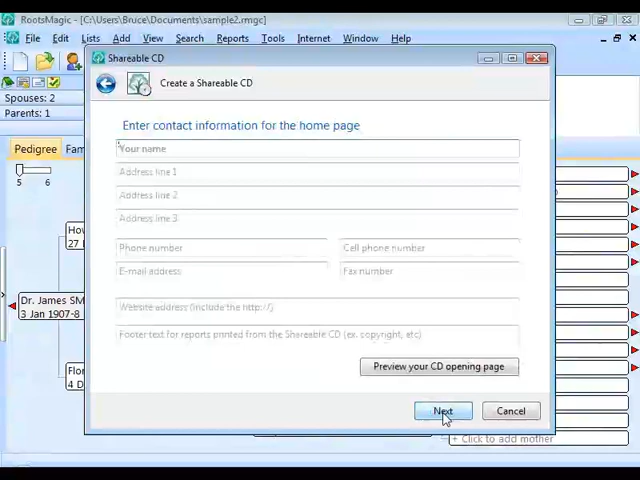 RootsMagic - [C:\Users\Bruce\Documents\sample2.rmgc]
File Edit Lists Add View Search Reports Tools Internet Window Help
Shareable CD
Create a Shareable CD
Spouses: 2
Parents: 1
Enter contact information for the home page
Pedigree Fam
Your name
5 6
Address line 1
Address line 2
Address line 3
How
27
Phone number Cell phone number
E-mail address Fax number
Dr. James SM
3 Jan 1907-8
Website address (include the http://)
Footer text for reports printed from the Shareable CD (ex. copyright, etc)
Flor
4 D
Preview your CD opening page
Next Cancel
+ Click to add mother